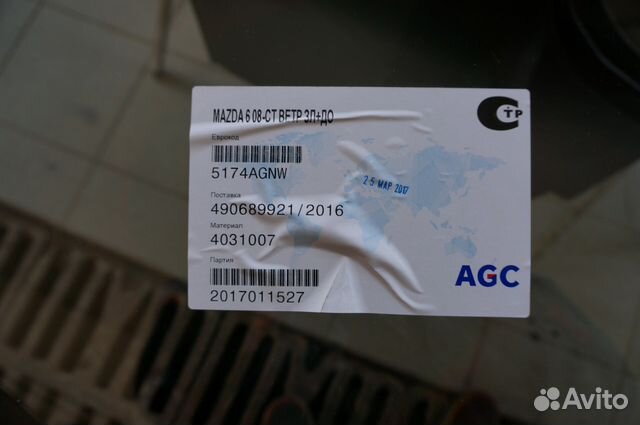 MAZDA 6 08-СТ ВЕТР ЗЛ+ДО
Еврокод
5174AGNW
Поставка
490689921/2016
Материал
4031007
Партия
2017011527
25 МАР 2017
СТР
AGC
Avito